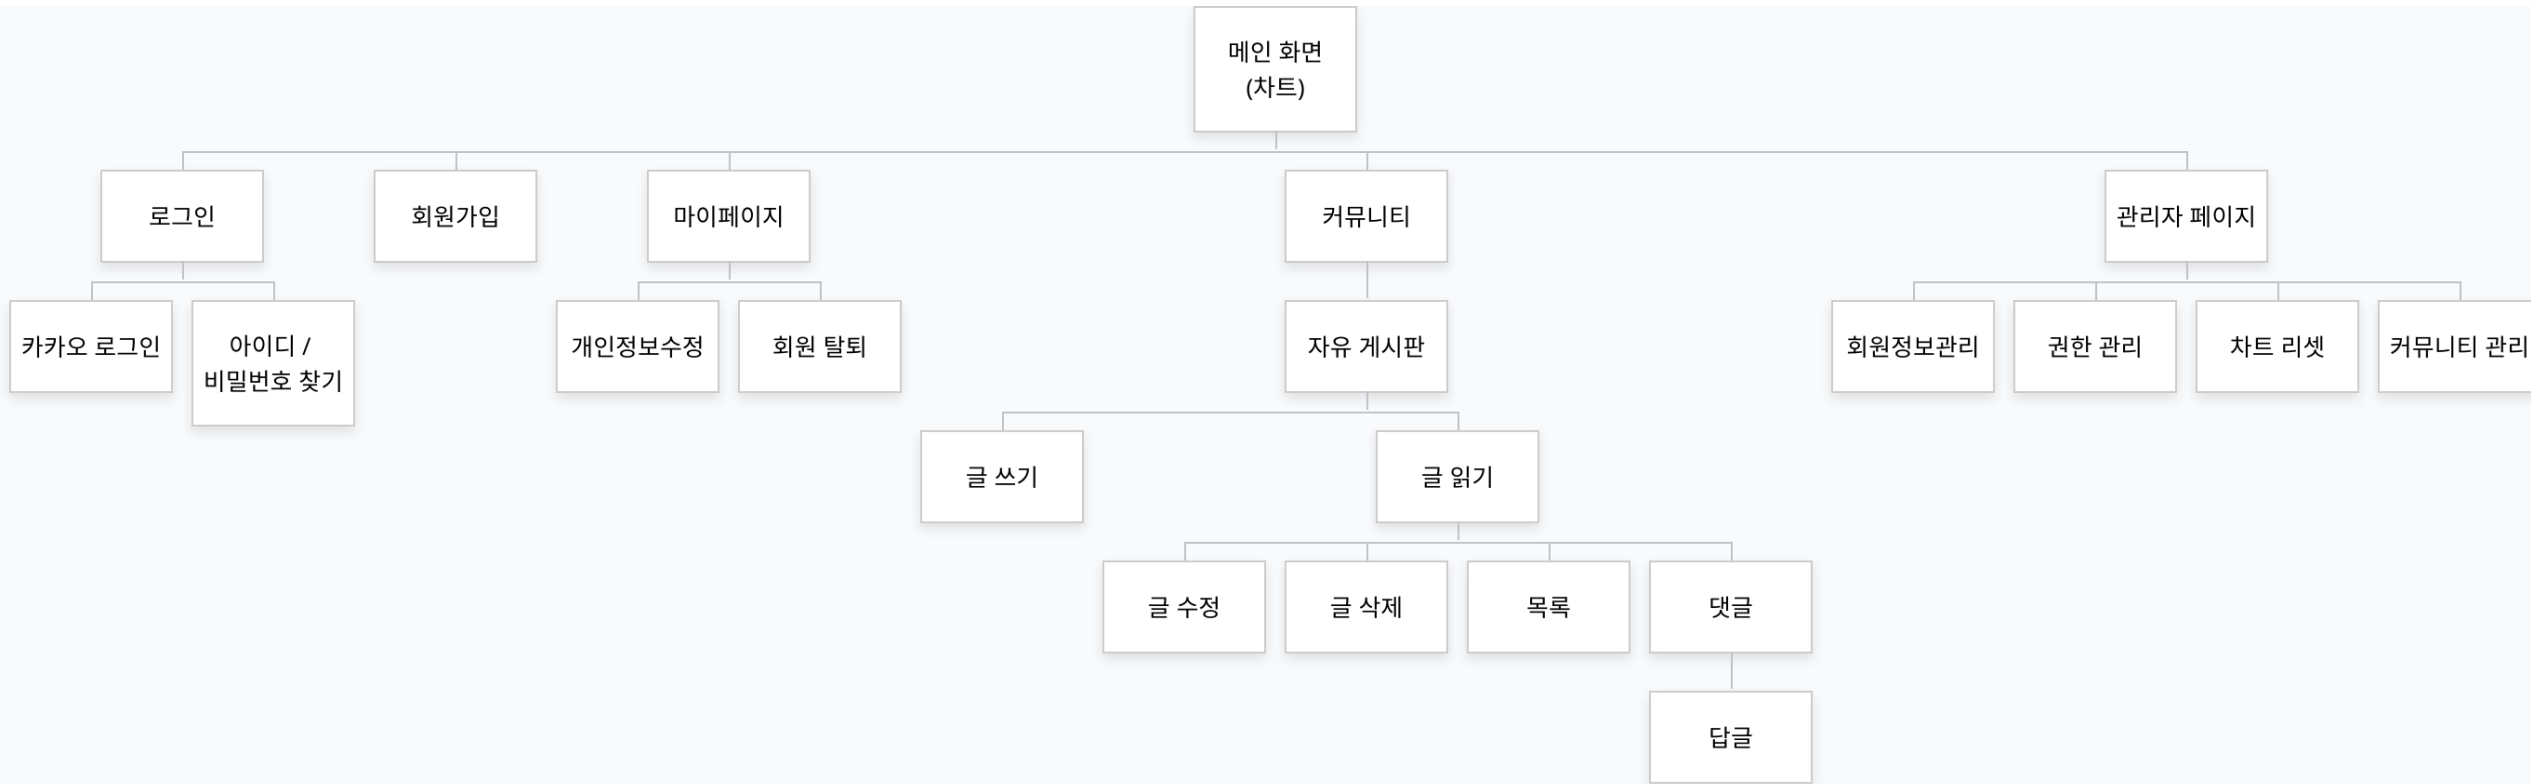 메인 화면
(차트)
로그인
회원가입
마이페이지
커뮤니티
관리자 페이지
카카오 로그인
아이디 /
비밀번호 찾기
개인정보수정
회원 탈퇴
자유 게시판
회원정보관리
권한 관리
차트 리셋
커뮤니티 관리
글 쓰기
글 읽기
글 수정
글 삭제
목록
댓글
답글